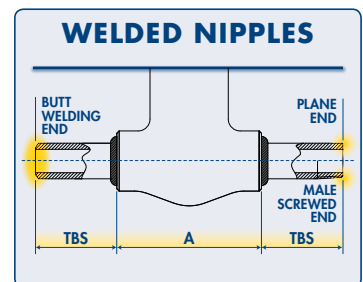 WELDED NIPPLES
BUTT
WELDING
END
PLANE
END
MALE
SCREWED
END
TBS
A
TBS